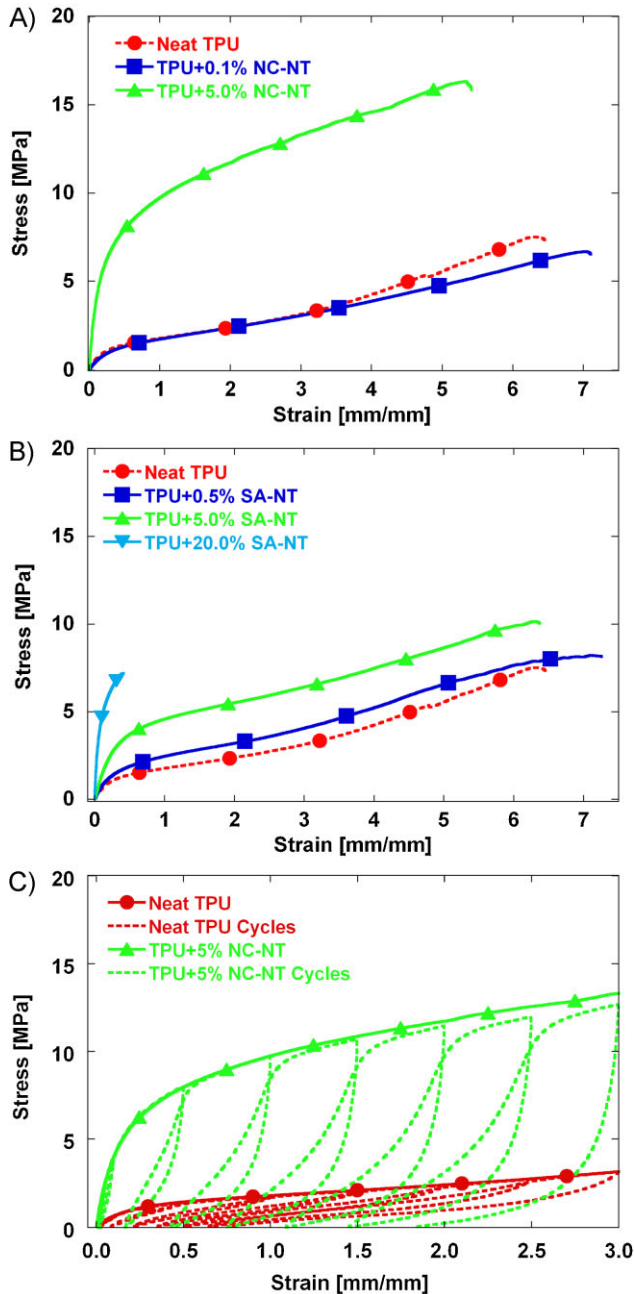 A)
20
15
10
5
0
Stress [MPa]
Neat TPU
TPU+0.1% NC-NT
TPU+5.0% NC-NT
0 1 2 3 4 5 6 7
Strain [mm/mm]
B)
20
15
10
5
0
Stress [MPa]
Neat TPU
TPU+0.5% SA-NT
TPU+5.0% SA-NT
TPU+20.0% SA-NT
0 1 2 3 4 5 6 7
Strain [mm/mm]
C)
20
15
10
5
0
Stress [MPa]
Neat TPU
Neat TPU Cycles
TPU+5% NC-NT
TPU+5% NC-NT Cycles
0.0 0.5 1.0 1.5 2.0 2.5 3.0
Strain [mm/mm]